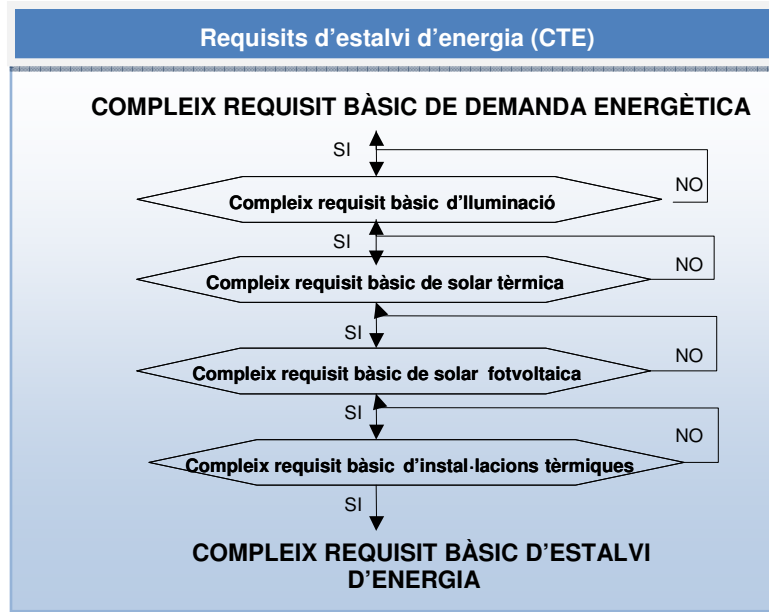 Requisits d'estalvi d'energia (CTE)
COMPLEIX REQUISIT BÀSIC DE DEMANDA ENERGÈTICA
SI
NO
Compleix requisit bàsic d'Iluminació
SI
NO
Compleix requisit bàsic de solar tèrmica
SI
NO
Compleix requisit bàsic de solar fotvoltaica
SI
NO
Compleix requisit bàsic d'instal·lacions tèrmiques
SI
COMPLEIX REQUISIT BÀSIC D'ESTALVI
D'ENERGIA